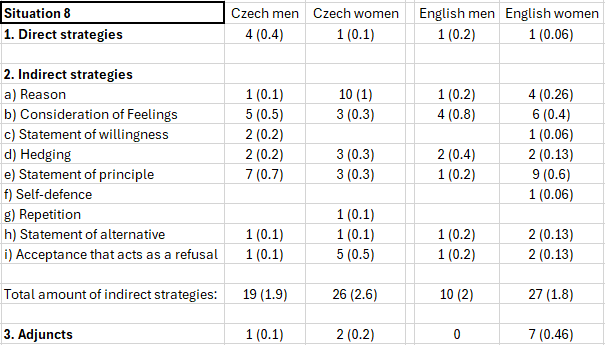 Situation 8 Czech men Czech women English men English women
1. Direct strategies 4 (0.4) 1 (0.1) 1 (0.2) 1 (0.06)
2. Indirect strategies
a) Reason 1 (0.1) 10 (1) 1 (0.2) 4 (0.26)
b) Consideration of Feelings 5 (0.5) 3 (0.3) 4 (0.8) 6 (0.4)
c) Statement of willingness 2 (0.2) 1 (0.06)
d) Hedging 2 (0.2) 3 (0.3) 2 (0.4) 2 (0.13)
e) Statement of principle 7 (0.7) 3 (0.3) 1 (0.2) 9 (0.6)
f) Self-defence 1 (0.06)
g) Repetition 1 (0.1)
h) Statement of alternative 1 (0.1) 1 (0.1) 1 (0.2) 2 (0.13)
i) Acceptance that acts as a refusal 1 (0.1) 5 (0.5) 1 (0.2) 2 (0.13)
Total amount of indirect strategies: 19 (1.9) 26 (2.6) 10 (2) 27 (1.8)
3. Adjuncts 1 (0.1) 2 (0.2) 0 7 (0.46)